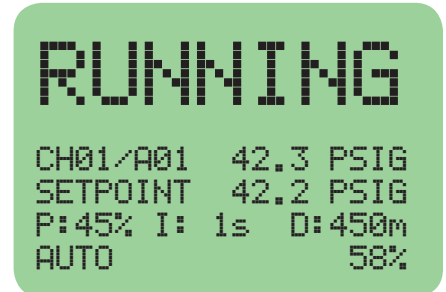 RUNNING
CH01/A01 42.3 PSIG
SETPOINT 42.2 PSIG
P:45% I: 1s D:450m
AUTO 58%